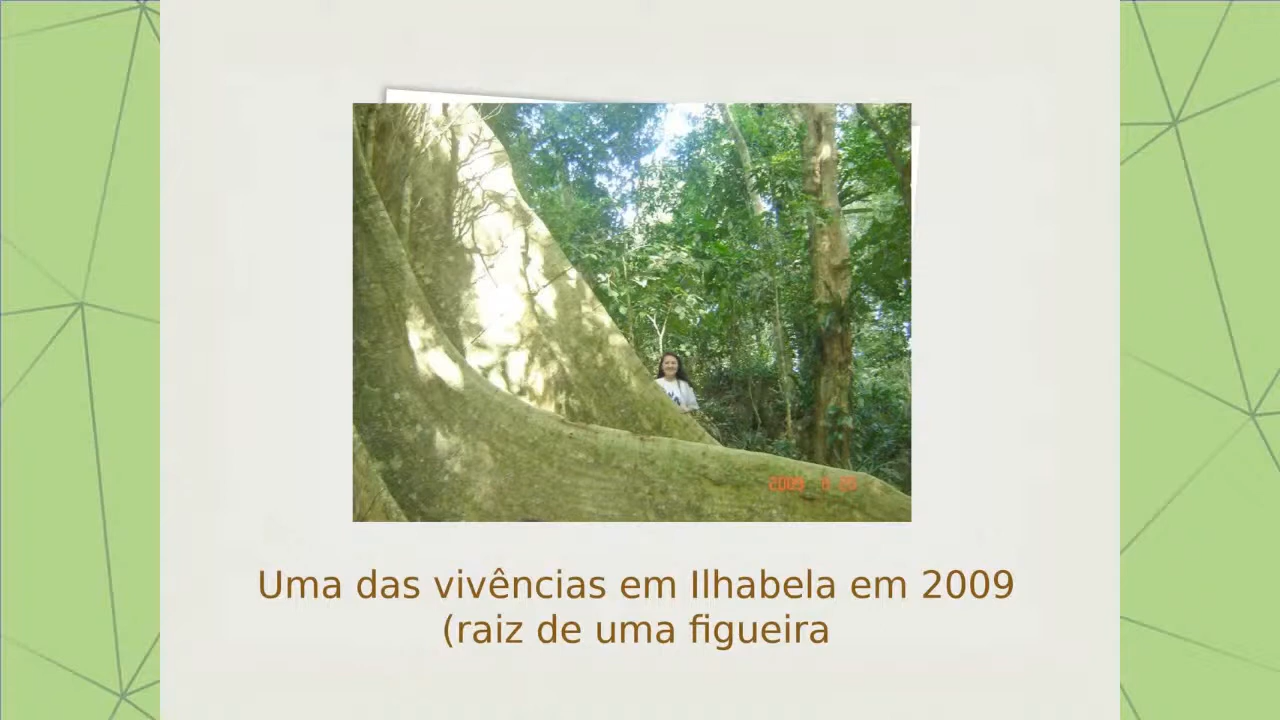 Uma das vivências em Ilhabela em 2009
(raiz de uma figueira